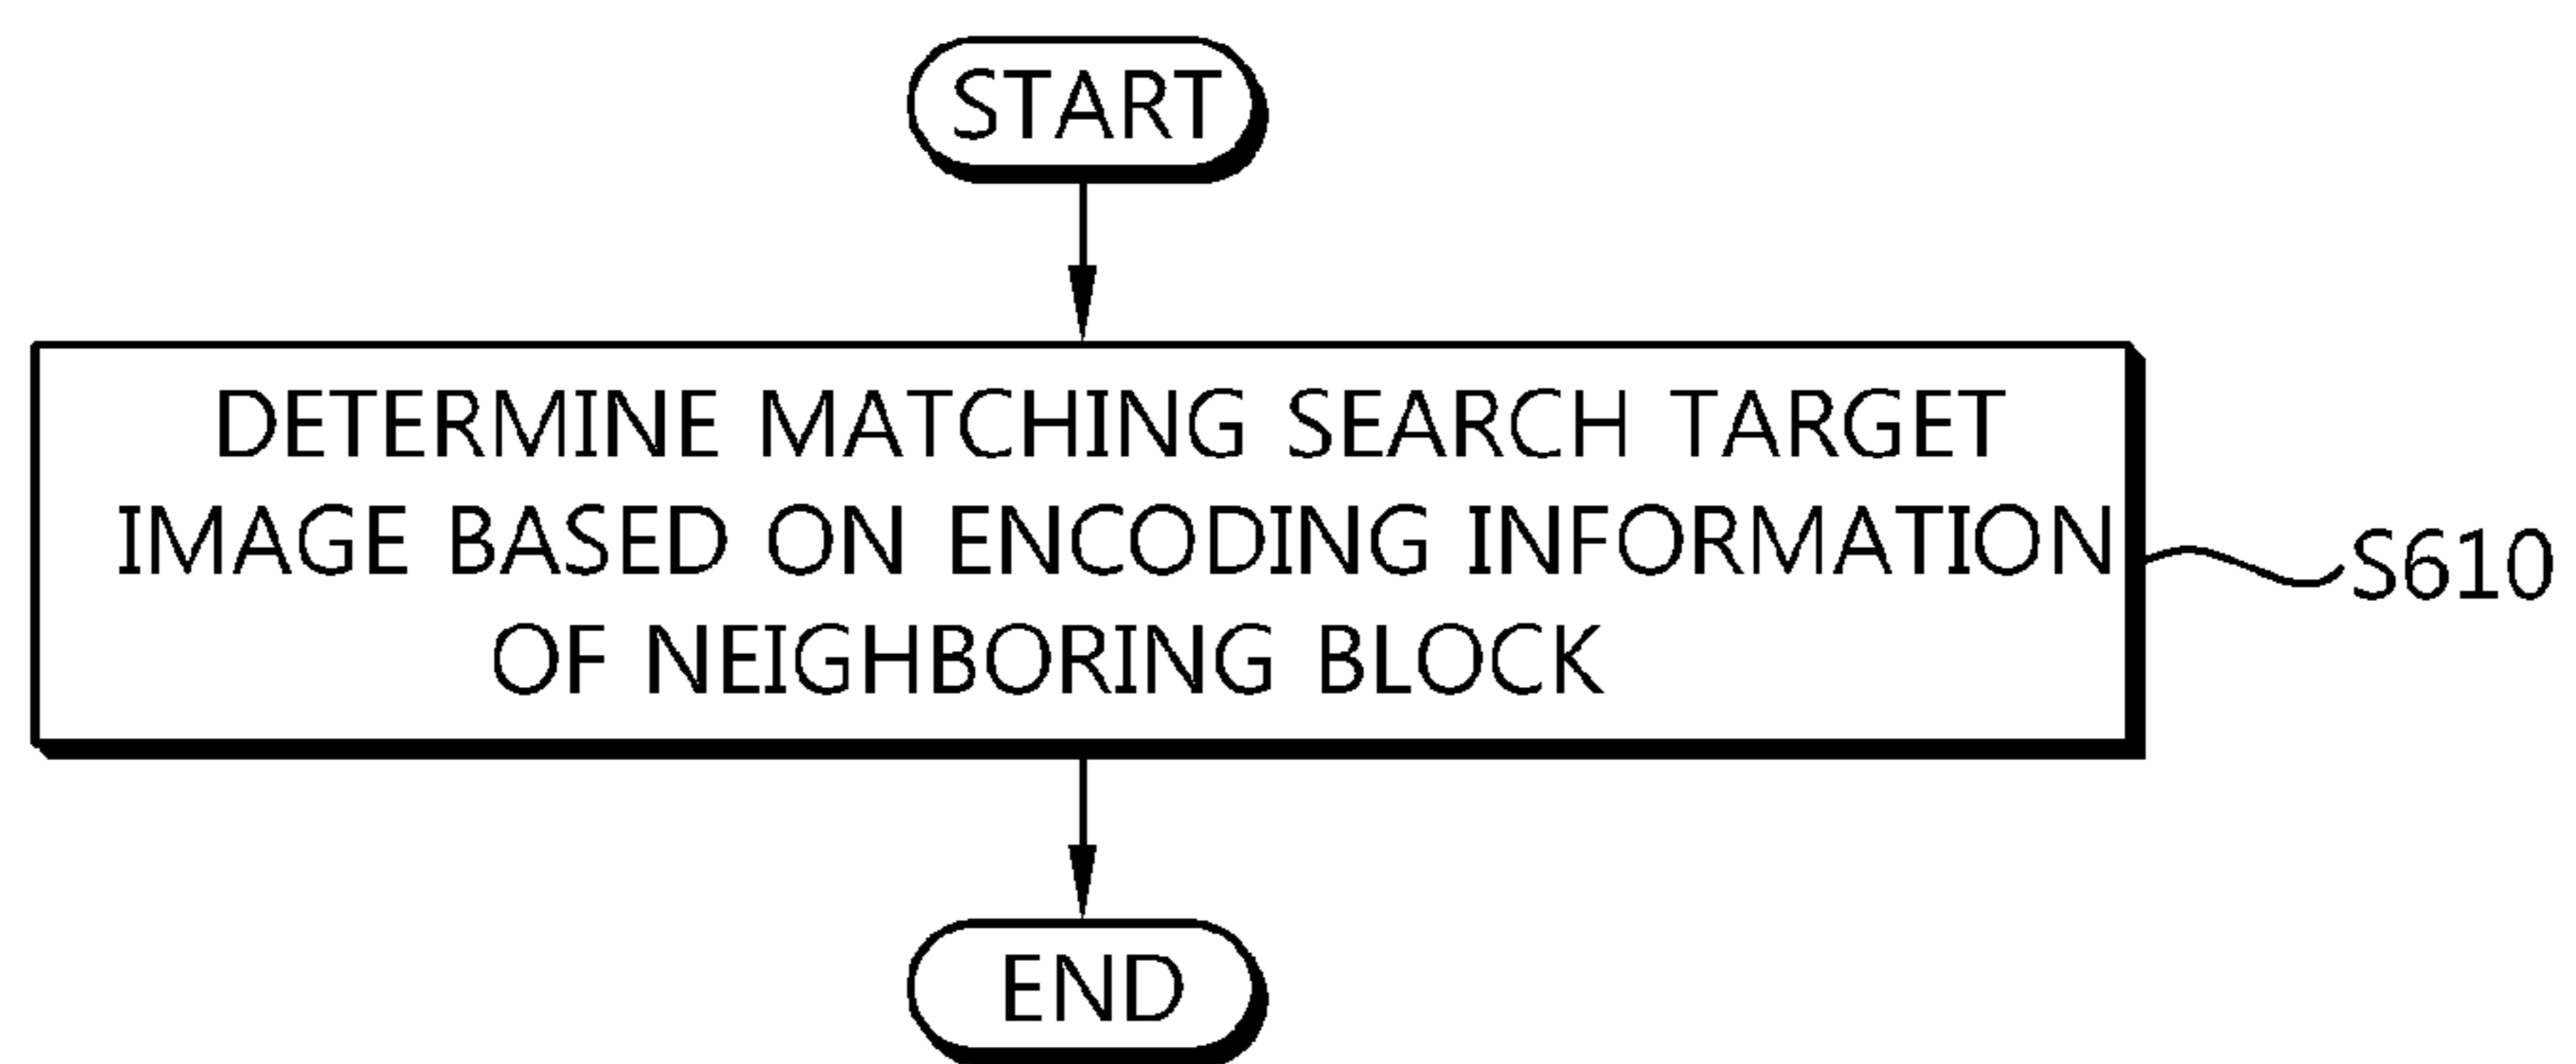 START
DETERMINE MATCHING SEARCH TARGET
IMAGE BASED ON ENCODING INFORMATION
OF NEIGHBORING BLOCK
S610
END